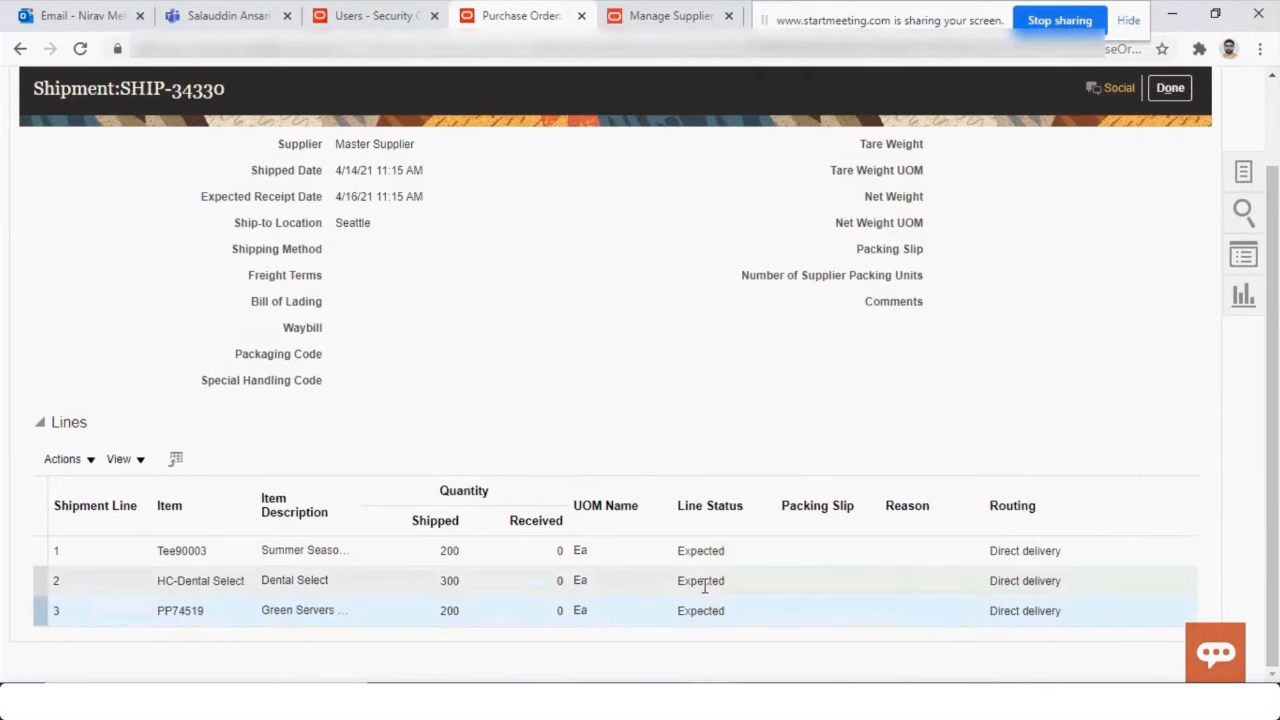 Email - Nirav Me
Salauddin Ansar
Users - Security C
Purchase Order:
Manage Supplier
www.startmeeting.com is sharing your screen.
Stop sharing
Hide
seOr...
Shipment:SHIP-34330
Social
Done
Supplier Master Supplier
Tare Weight
Shipped Date 4/14/21 11:15 AM
Tare Weight UOM
Expected Receipt Date 4/16/21 11:15 AM
Net Weight
Ship-to Location Seattle
Net Weight UOM
Shipping Method
Packing Slip
Freight Terms
Number of Supplier Packing Units
Bill of Lading
Comments
Waybill
Packaging Code
Special Handling Code
Lines
Actions View
Shipment Line Item Item Description Quantity Shipped Received UOM Name Line Status Packing Slip Reason Routing
1 Tee90003 Summer Seaso... 200 0 Ea Expected Direct delivery
2 HC-Dental Select Dental Select 300 0 Ea Expected Direct delivery
3 PP74519 Green Servers ... 200 0 Ea Expected Direct delivery